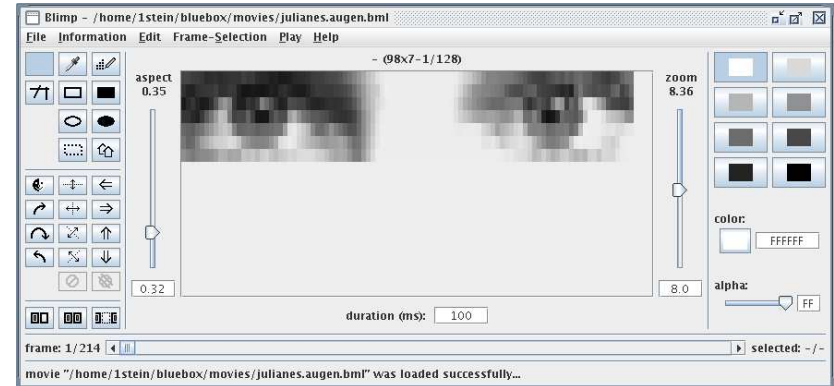 Blimp - /home/1stein/bluebox/movies/julianes.augen.bml
File Information Edit Frame-Selection Play Help
- (98x7-1/128)
aspect
0.35
zoom
8.36
0.32
8.0
duration (ms): 100
color:
FFFFFF
alpha:
FF
frame: 1/214
selected: -/-
movie "/home/1stein/bluebox/movies/julianes.augen.bml" was loaded successfully...